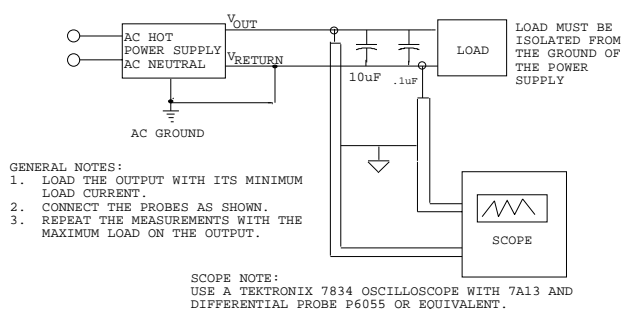 AC HOT
POWER SUPPLY
AC NEUTRAL
VOUT
VRETURN
AC GROUND
10uF
.1uF
LOAD
LOAD MUST BE
ISOLATED FROM
THE GROUND OF
THE POWER
SUPPLY
GENERAL NOTES:
1. LOAD THE OUTPUT WITH ITS MINIMUM
LOAD CURRENT.
2. CONNECT THE PROBES AS SHOWN.
3. REPEAT THE MEASUREMENTS WITH THE
MAXIMUM LOAD ON THE OUTPUT.
SCOPE
SCOPE NOTE:
USE A TEKTRONIX 7834 OSCILLOSCOPE WITH 7A13 AND
DIFFERENTIAL PROBE P6055 OR EQUIVALENT.